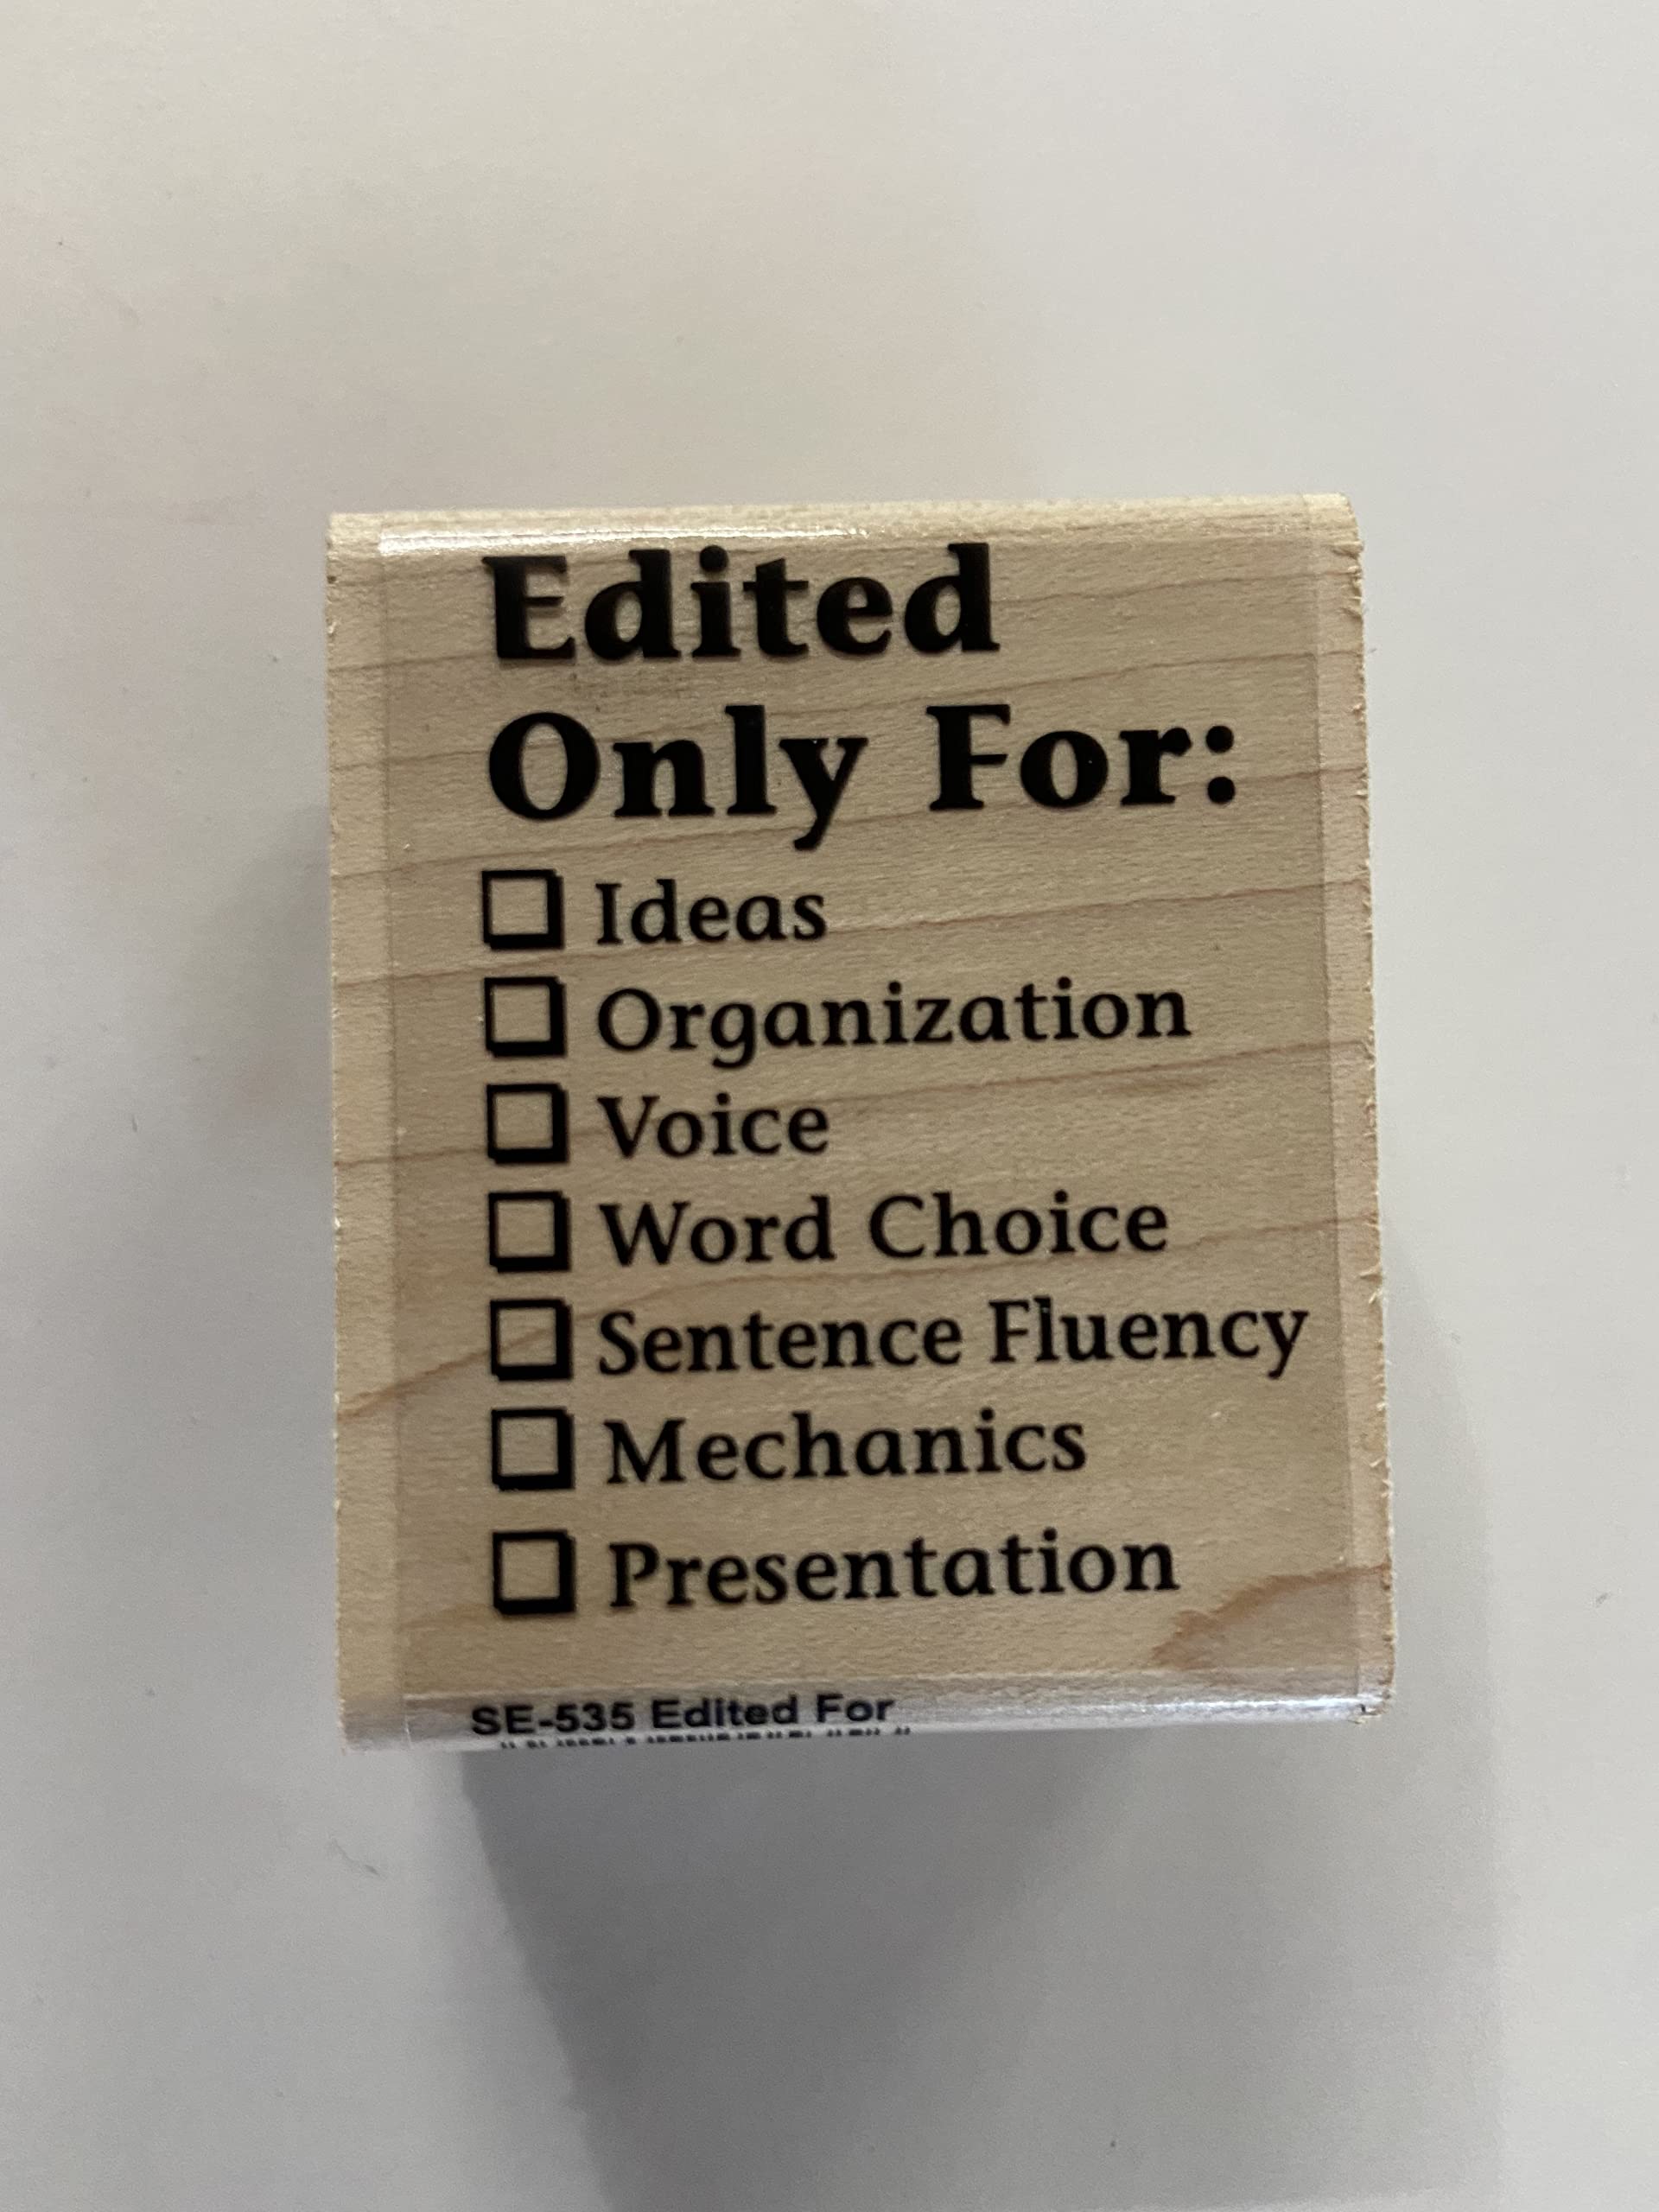 Edited
Only For:
❏ Ideas
❏ Organization
❏ Voice
❏ Word Choice
❏ Sentence Fluency
❏ Mechanics
❏ Presentation
SE-535 Edited For